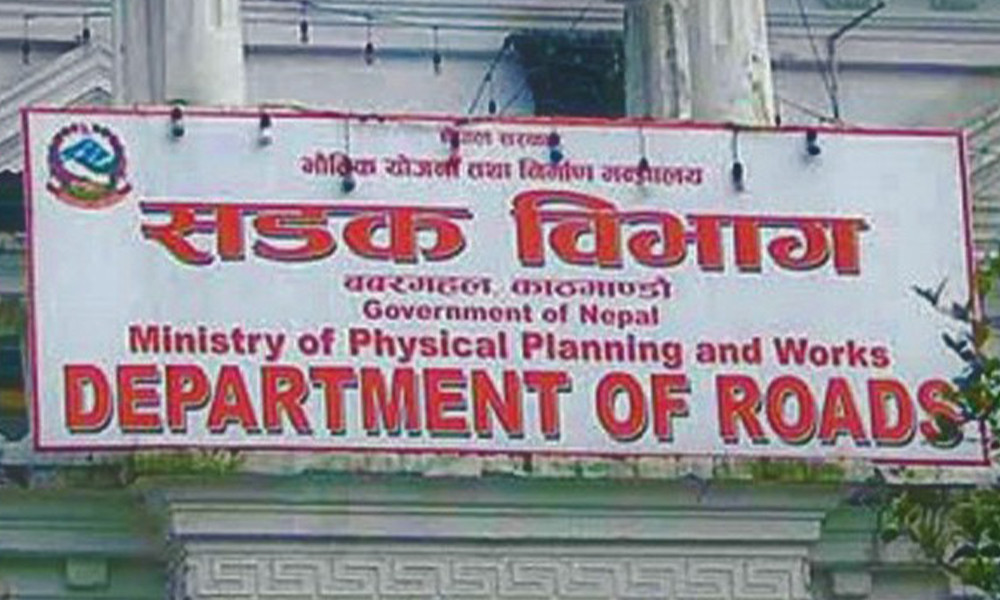 नेपाल सरकार
भौतिक योजना तथा निर्माण मन्त्रालय
सडक विभाग
बबरमहल, काठमाण्डौ
Government of Nepal
Ministry of Physical Planning and Works
DEPARTMENT OF ROADS